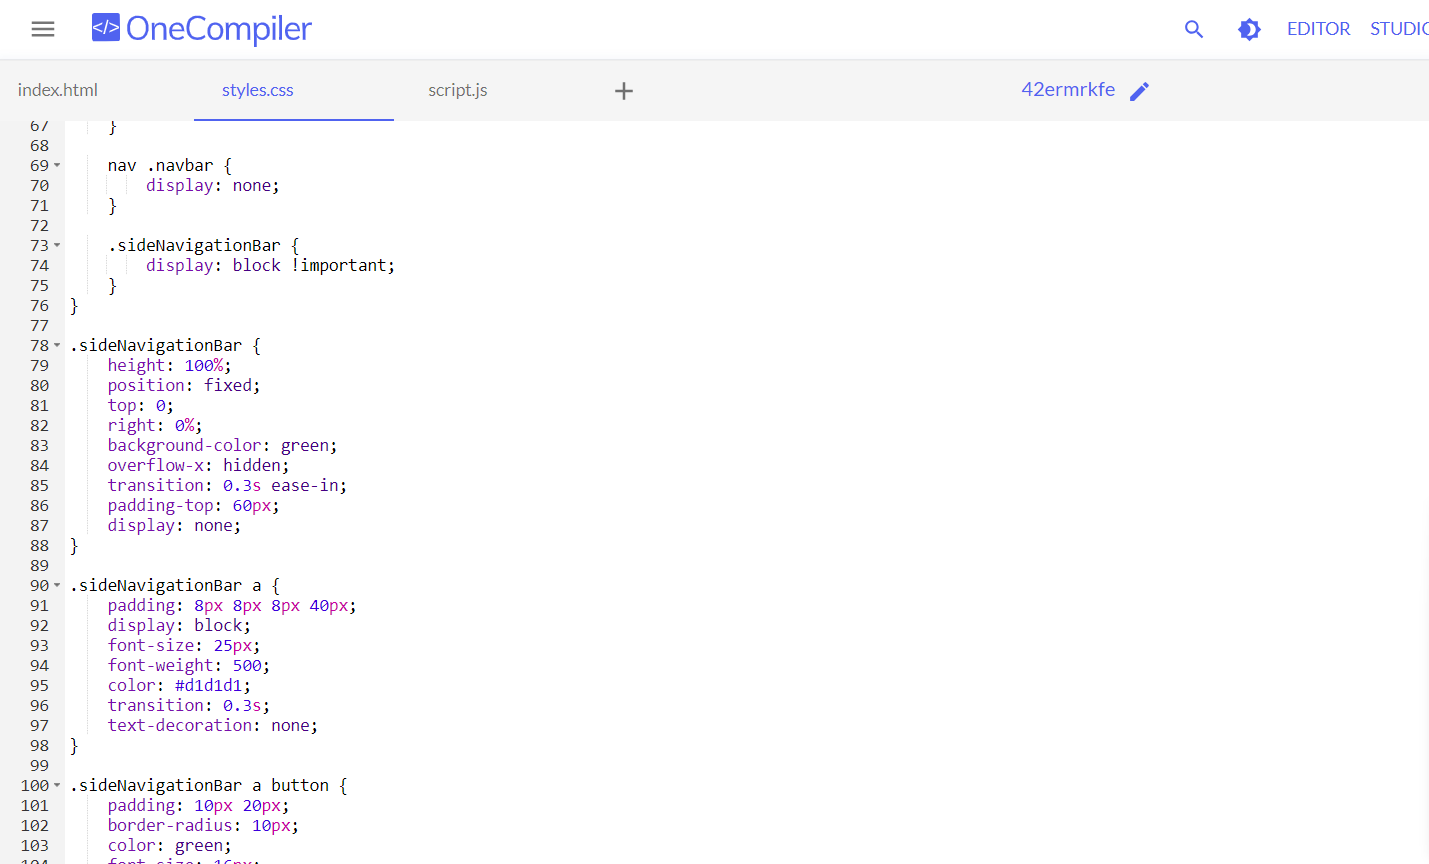 </> OneCompiler
EDITOR STUDIO
index.html styles.css script.js + 42ermrkfe
67 }
68
69 nav .navbar {
70 display: none;
71 }
72
73 .sideNavigationBar {
74 display: block !important;
75 }
76 }
77
78 .sideNavigationBar {
79 height: 100%;
80 position: fixed;
81 top: 0;
82 right: 0%;
83 background-color: green;
84 overflow-x: hidden;
85 transition: 0.3s ease-in;
86 padding-top: 60px;
87 display: none;
88 }
89
90 .sideNavigationBar a {
91 padding: 8px 8px 8px 40px;
92 display: block;
93 font-size: 25px;
94 font-weight: 500;
95 color: #d1d1d1;
96 transition: 0.3s;
97 text-decoration: none;
98 }
99
100 .sideNavigationBar a button {
101 padding: 10px 20px;
102 border-radius: 10px;
103 color: green;
104 font-size: 16px;